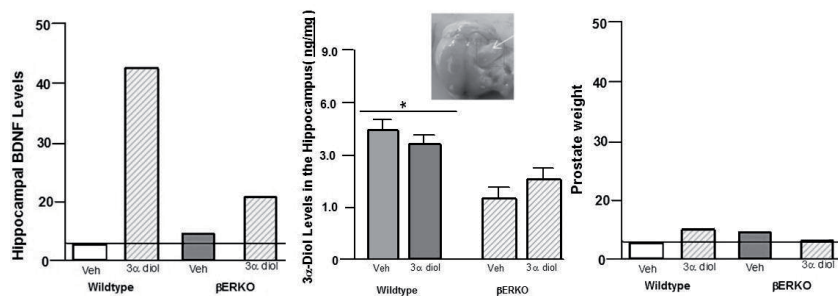 Hippocampal BDNF Levels
50
40
30
20
10
0
Veh
3α diol
Veh
3α diol
Wildtype
βERKO
3α-Diol Levels in the Hippocampus( ng/mg)
9.0
6.0
3.0
1.0
0
*
Veh
3α diol
Veh
3α diol
Wildtype
βERKO
Prostate weight
50
40
30
20
10
0
Veh
3α diol
Veh
3α diol
Wildtype
βERKO